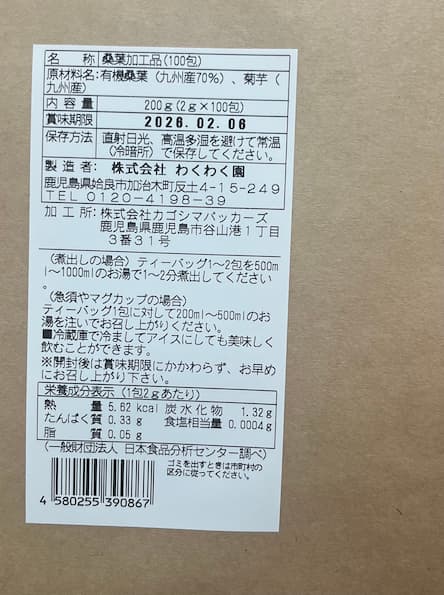 名 称 桑葉加工品(100包)
原材料名:有機桑葉(九州産70%)、菊芋(
九州産)
内 容 量 200g(2g×100包)
賞味期限 2026.02.06
保存方法 直射日光、高温多湿を避けて常温
(冷暗所)で保存してください。
製 造 者: 株式会社 わくわく園
鹿児島県姶良市加治木町反土4-15-249
TEL 0120-4198-39
加 工 所: 株式会社カゴシマパッカーズ
鹿児島県鹿児島市谷山港1丁目
3番31号
(煮出しの場合)ティーバッグ1~2包を500m
l~1000mlのお湯で1~2分煮出してください
。
(急須やマグカップの場合)
ティーバッグ1包に対して200ml~500mlのお
湯を注いでお召し上がりください。
■冷蔵庫で冷ましてアイスにしても美味しく
飲むことができます。
※開封後は賞味期限にかかわらず、お早め
にお召し上がり下さい。
栄養成分表示(1包2gあたり)
熱 量 5.62 kcal 炭水化物 1.32g
たんぱく質 0.33 g 食塩相当量 0.0004g
脂 質 0.05 g
(一般財団法人 日本食品分析センター調べ)
ゴミを出すときは市町村の
区分に従ってください。
4 580255 390867